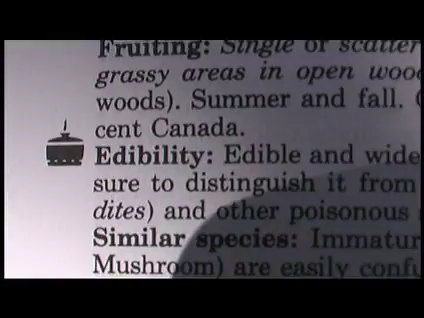 Fruiting: Single or scatter
grassy areas in open wood
woods). Summer and fall.
cent Canada.
Edibility: Edible and wide
sure to distinguish it from
dites) and other poisonous
Similar species: Immatur
Mushroom) are easily confu